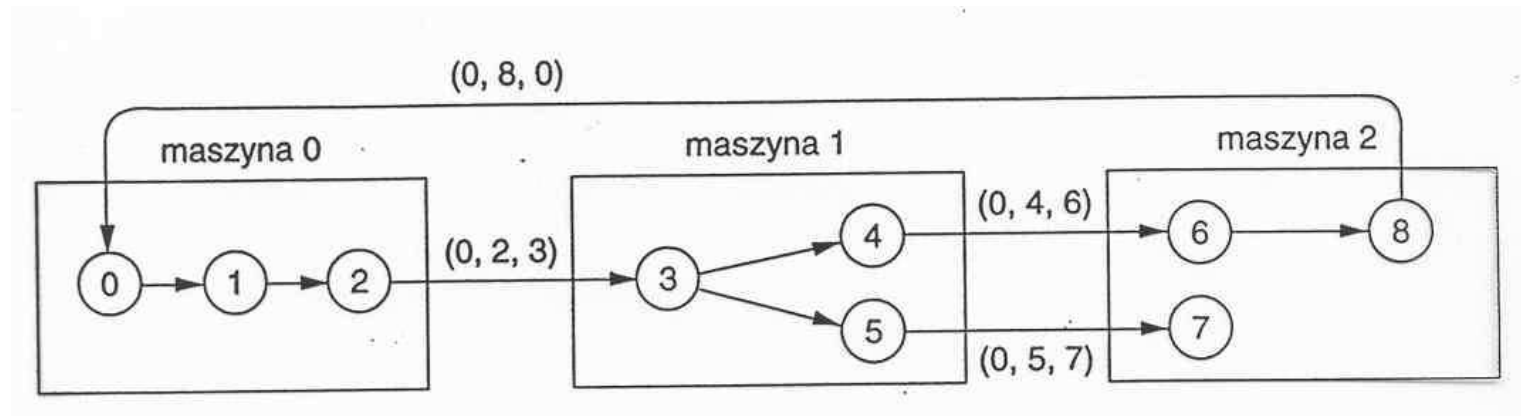 (0, 8, 0)
maszyna 0
maszyna 1
maszyna 2
0
1
2
(0, 2, 3)
3
4
5
(0, 4, 6)
(0, 5, 7)
6
8
7